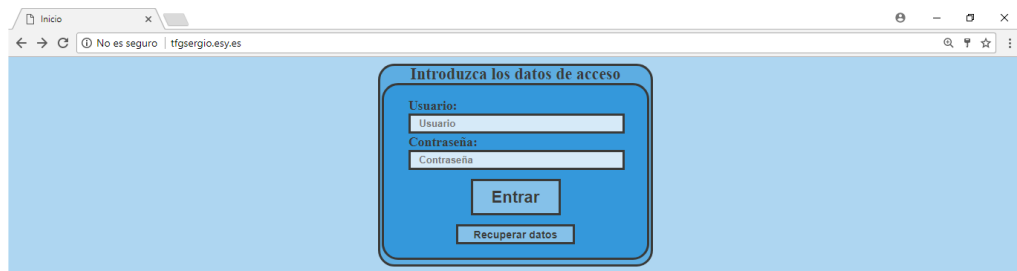 Inicio
No es seguro | tfgsergio.esy.es
Introduzca los datos de acceso
Usuario:
Usuario
Contraseña:
Contraseña
Entrar
Recuperar datos